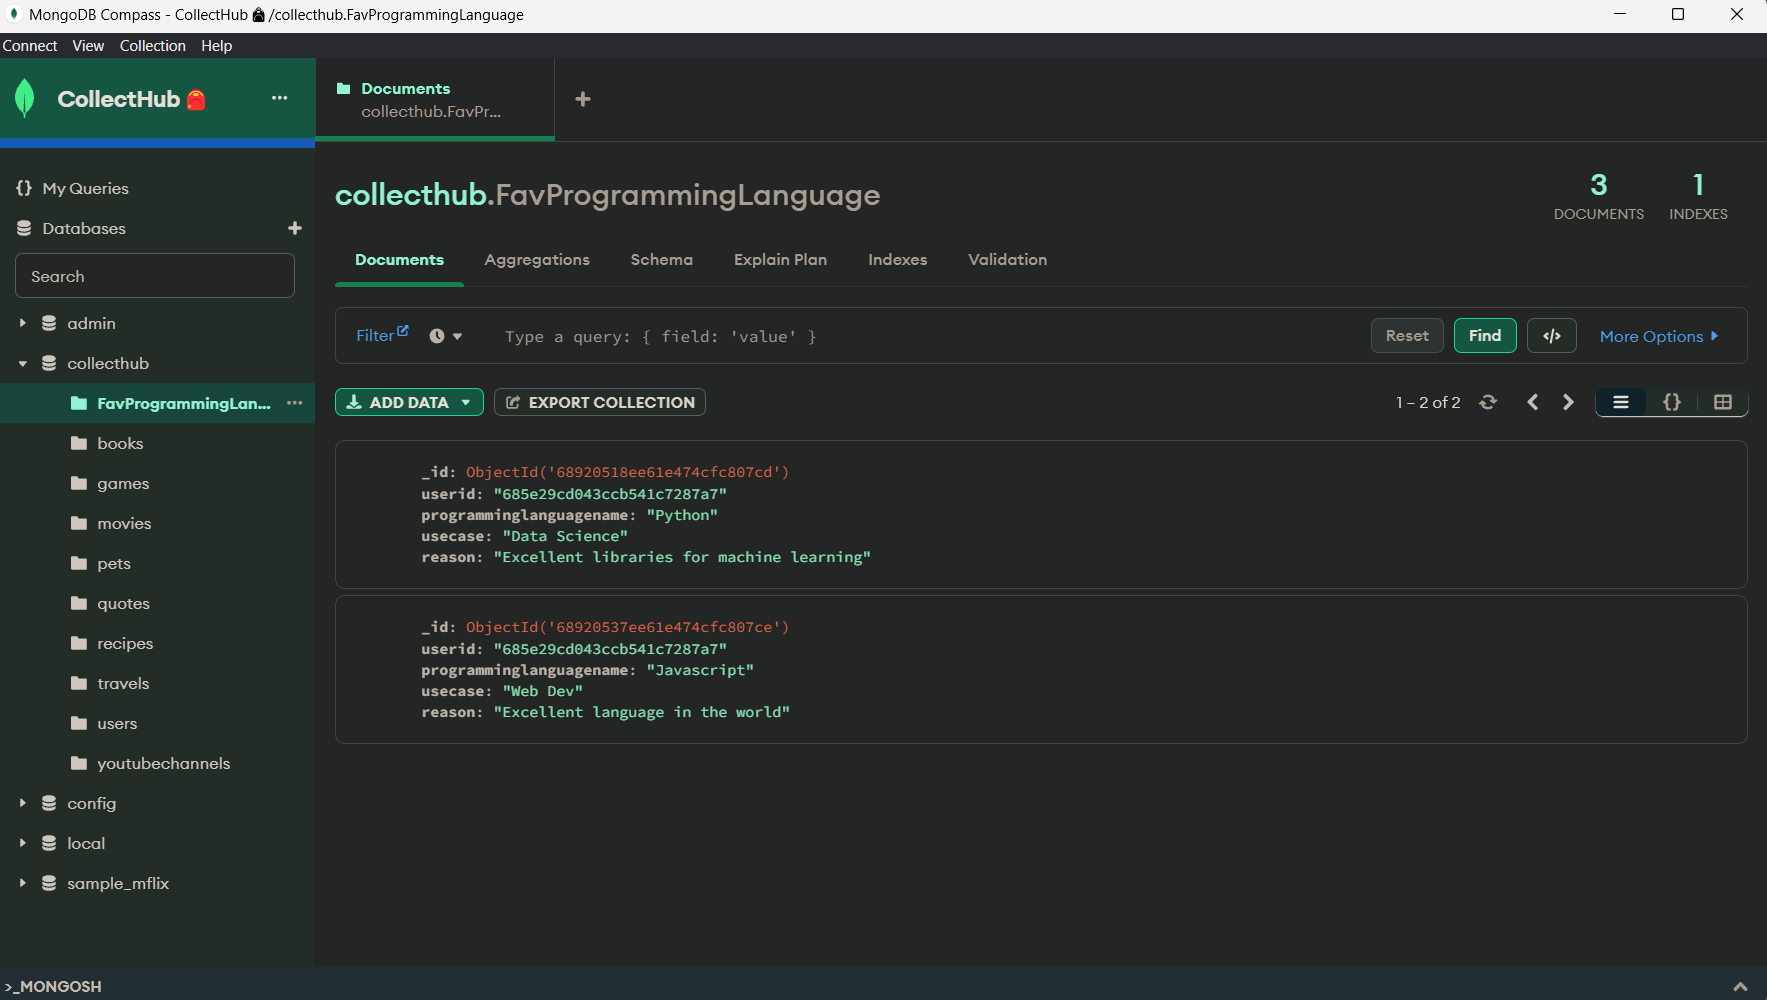 MongoDB Compass - CollectHub /collecthub.FavProgrammingLanguage
Connect View Collection Help
CollectHub ...
Documents
collecthub.FavPr...
My Queries
Databases
Search
admin
collecthub
FavProgrammingLan... ...
books
games
movies
pets
quotes
recipes
travels
users
youtubechannels
config
local
sample_mflix
collecthub.FavProgrammingLanguage
3
DOCUMENTS
1
INDEXES
Documents Aggregations Schema Explain Plan Indexes Validation
Filter Type a query: { field: 'value' } Reset Find </> More Options
ADD DATA EXPORT COLLECTION 1 – 2 of 2 {}
_id: ObjectId('68920518ee61e474cfc807cd')
userid: "685e29cd043ccb541c7287a7"
programminglanguagename: "Python"
usecase: "Data Science"
reason: "Excellent libraries for machine learning"
_id: ObjectId('68920537ee61e474cfc807ce')
userid: "685e29cd043ccb541c7287a7"
programminglanguagename: "Javascript"
usecase: "Web Dev"
reason: "Excellent language in the world"
>_MONGOSH